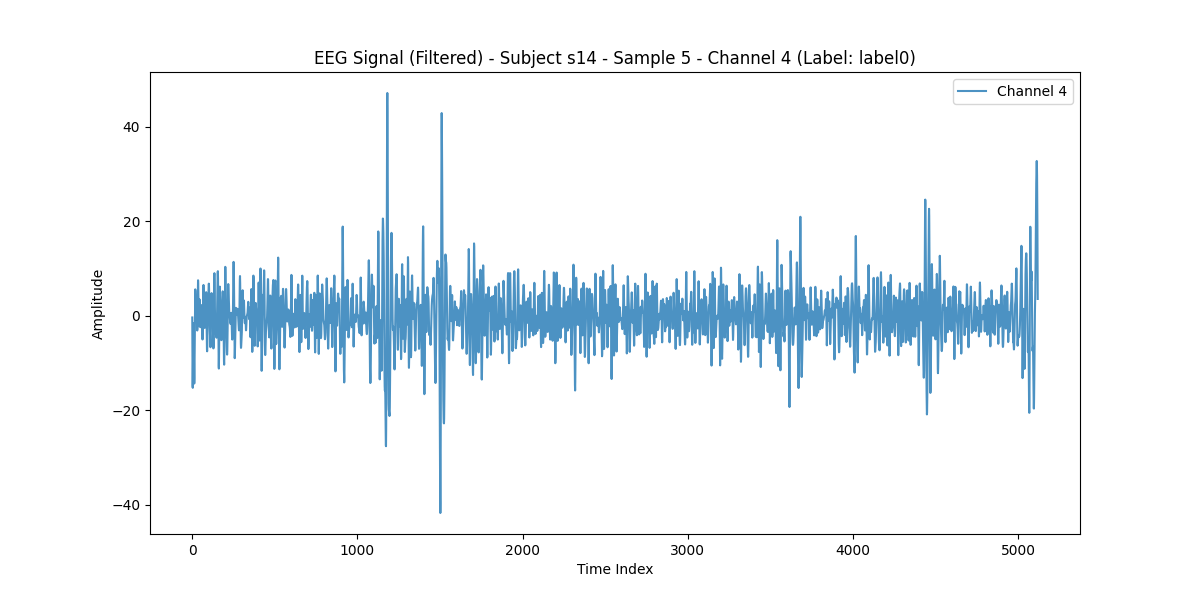 EEG Signal (Filtered) - Subject s14 - Sample 5 - Channel 4 (Label: label0)
Channel 4
40
20
0
−20
−40
Amplitude
0 1000 2000 3000 4000 5000
Time Index